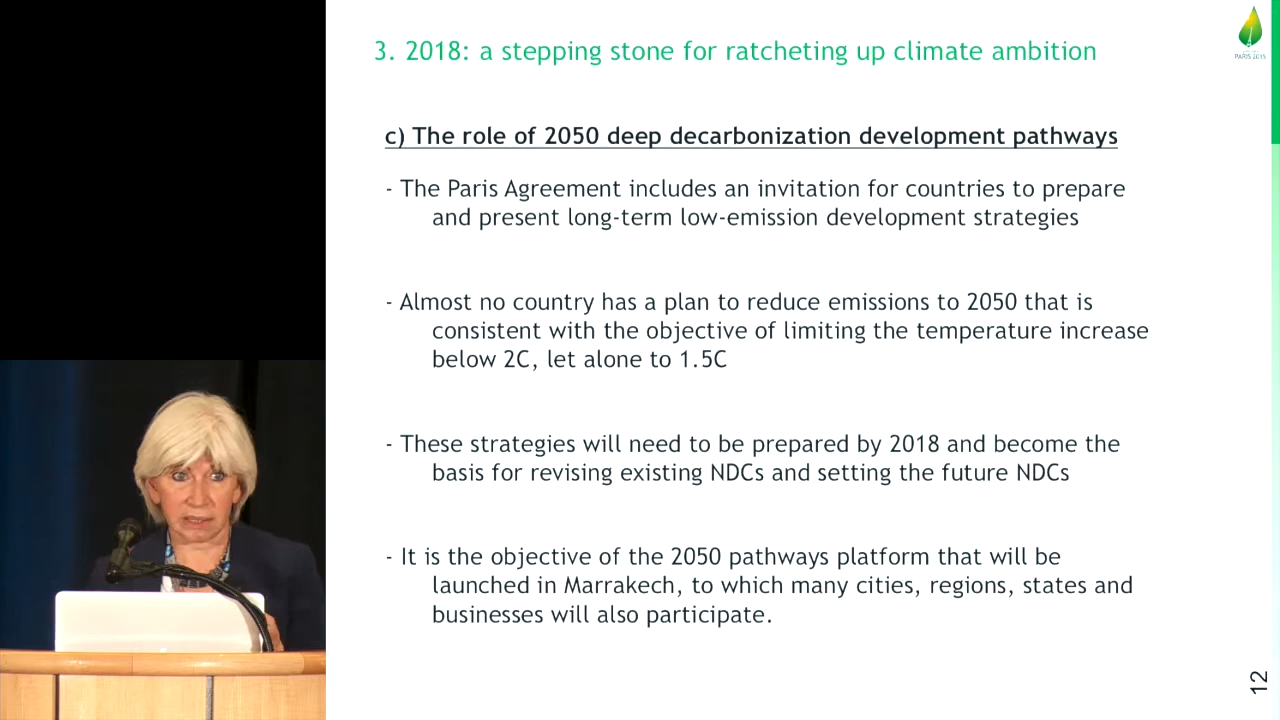 3. 2018: a stepping stone for ratcheting up climate ambition
PARIS 2015
c) The role of 2050 deep decarbonization development pathways
- The Paris Agreement includes an invitation for countries to prepare
and present long-term low-emission development strategies
- Almost no country has a plan to reduce emissions to 2050 that is
consistent with the objective of limiting the temperature increase
below 2C, let alone to 1.5C
- These strategies will need to be prepared by 2018 and become the
basis for revising existing NDCs and setting the future NDCs
- It is the objective of the 2050 pathways platform that will be
launched in Marrakech, to which many cities, regions, states and
businesses will also participate.
12